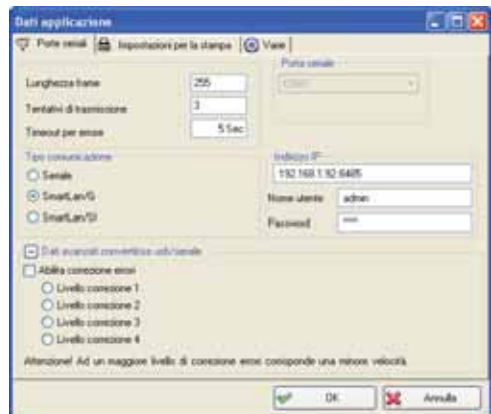 Dati applicazione
Porte seriali Impostazioni per la stampa Varie
Lunghezza frame 255
Tentativi di trasmissione 3
Timeout per errore 5 Sec
Porta seriale
Tipo comunicazione
Seriale
SmartLan/G
SmartLan/SI
Indirizzo IP
192.168.1.92:6485
Nome utente admin
Password ****
Dati avanzati convertitore usb/seriale
Abilita correzione errori
Livello correzione 1
Livello correzione 2
Livello correzione 3
Livello correzione 4
Attenzione! Ad un maggiore livello di correzione errori corrisponde una minore velocità.
OK Annulla